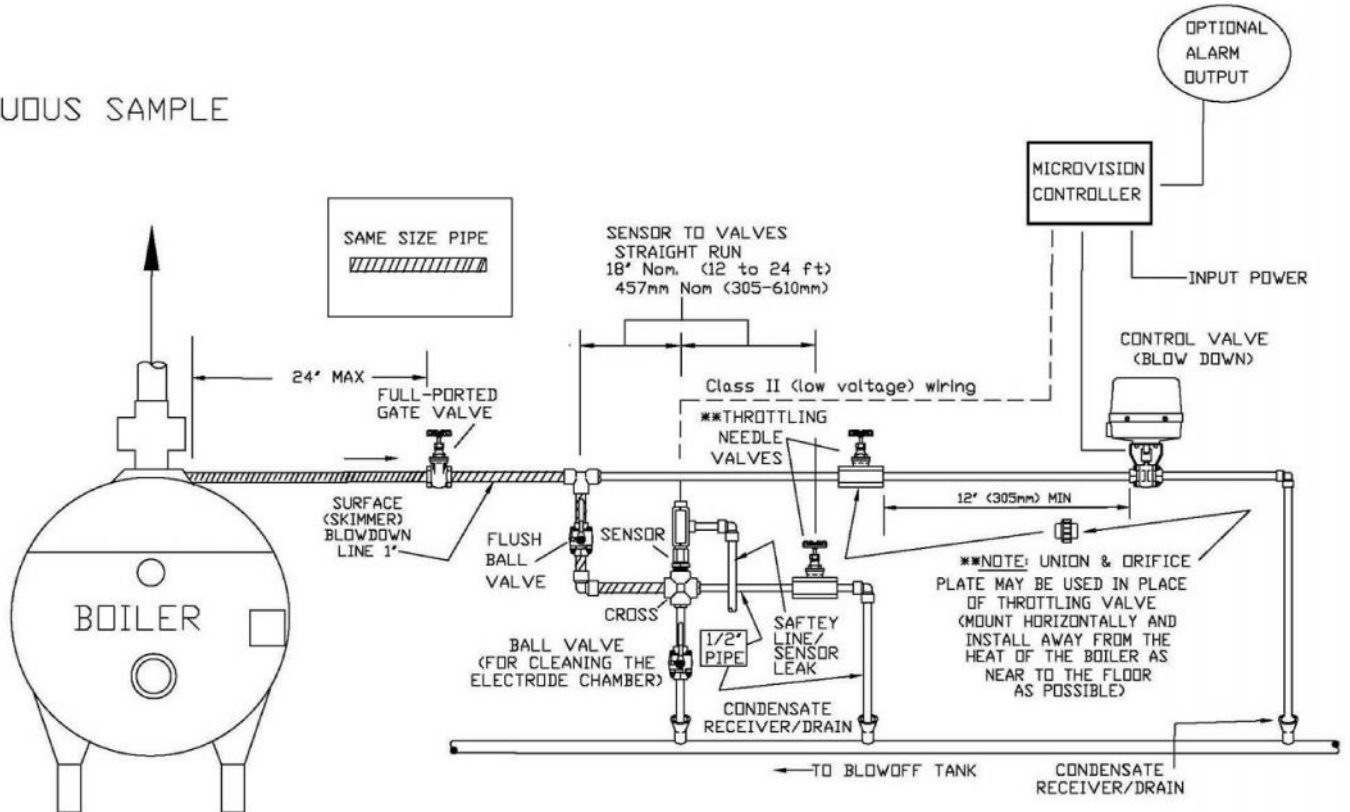 OPTIONAL
ALARM
OUTPUT
UOUS SAMPLE
MICROVISION
CONTROLLER
SAME SIZE PIPE
SENSOR TO VALVES
STRAIGHT RUN
18" Nom. (12 to 24 ft)
457mm Nom (305-610mm)
INPUT POWER
CONTROL VALVE
(BLOW DOWN)
24" MAX
FULL-PORTED
GATE VALVE
Class II (low voltage) wiring
**THROTTLING
NEEDLE
VALVES
SURFACE
(SKIMMER)
BLOWDOWN
LINE 1"
FLUSH
BALL
VALVE
SENSOR
12" (305mm) MIN
**NOTE: UNION & ORIFICE
PLATE MAY BE USED IN PLACE
OF THROTTLING VALVE
(MOUNT HORIZONTALLY AND
INSTALL AWAY FROM THE
HEAT OF THE BOILER AS
NEAR TO THE FLOOR
AS POSSIBLE)
BOILER
CROSS
BALL VALVE
(FOR CLEANING THE
ELECTRODE CHAMBER)
1/2"
PIPE
SAFTEY
LINE/
SENSOR
LEAK
CONDENSATE
RECEIVER/DRAIN
TO BLOWOFF TANK
CONDENSATE
RECEIVER/DRAIN